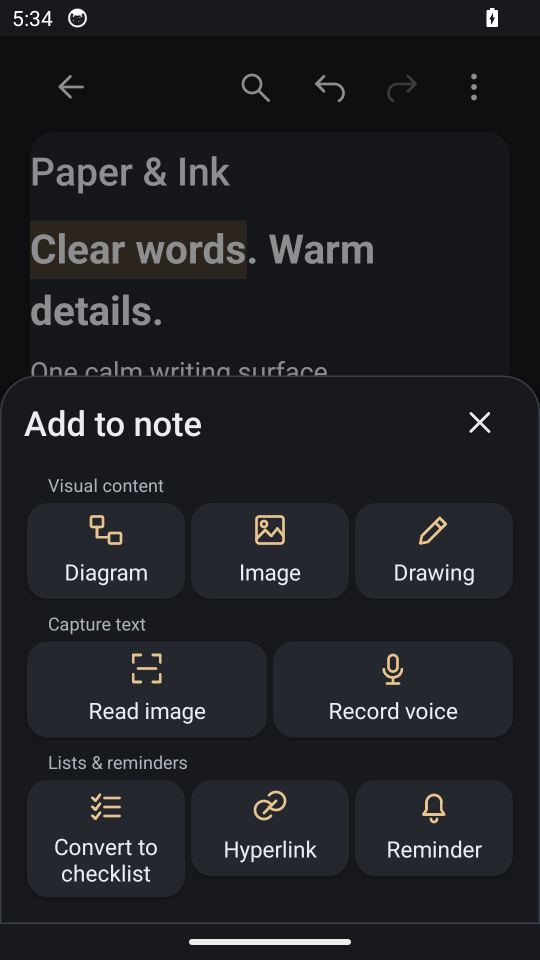 5:34
Paper & Ink
Clear words. Warm
details.
One calm writing surface
Add to note
Visual content
Diagram
Image
Drawing
Capture text
Read image
Record voice
Lists & reminders
Convert to
checklist
Hyperlink
Reminder